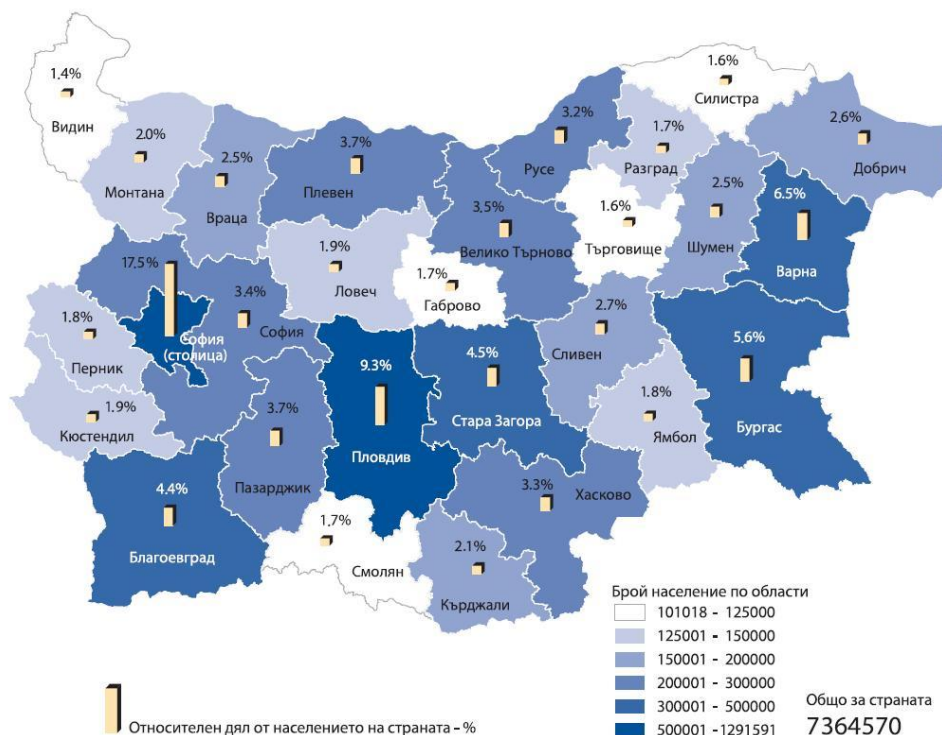 1.4%
Видин
2.0%
Монтана
2.5%
Враца
3.7%
Плевен
3.2%
Русе
1.6%
Силистра
1.7%
Разград
2.6%
Добрич
3,5%
Велико Търново
1.6%
Търговище
2.5%
Шумен
6.5%
Варна
17,5%
София
(столица)
3.4%
София
1.9%
Ловеч
1.7%
Габрово
1.8%
Перник
1.9%
Кюстендил
3.7%
Пазарджик
9.3%
Пловдив
4.5%
Стара Загора
2.7%
Сливен
1.8%
Ямбол
5,6%
Бургас
4.4%
Благоевград
1.7%
Смолян
2.1%
Кърджали
3.3%
Хасково
Брой население по области
101018 - 125000
125001 - 150000
150001 - 200000
200001 - 300000
300001 - 500000
500001 -1291591
Общо за страната
7364570
Относителен дял от населението на страната - %